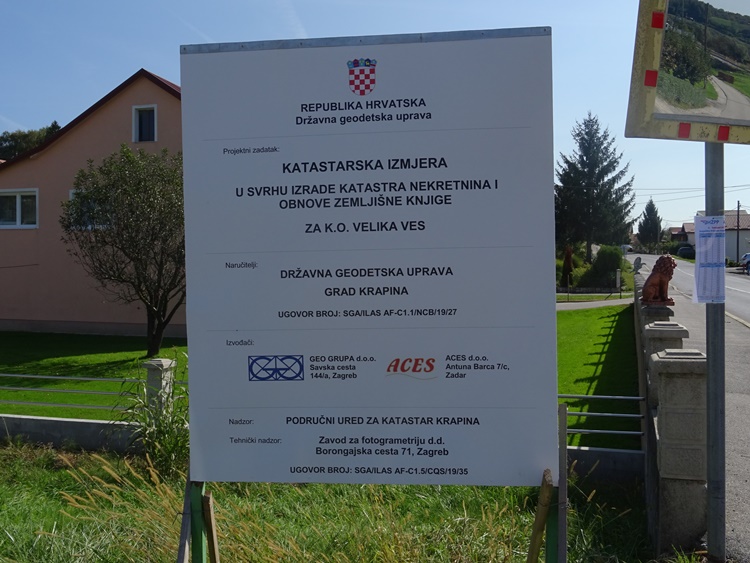 REPUBLIKA HRVATSKA
Državna geodetska uprava
Projektni zadatak:
KATASTARSKA IZMJERA
U SVRHU IZRADE KATASTRA NEKRETNINA I
OBNOVE ZEMLJIŠNE KNJIGE
ZA K.O. VELIKA VES
Naručitelji:
DRŽAVNA GEODETSKA UPRAVA
GRAD KRAPINA
UGOVOR BROJ: SGA/ILAS AF-C1.1/NCB/19/27
Izvođači:
GEO GRUPA d.o.o.
Savska cesta
144/a, Zagreb
ACES
ACES d.o.o.
Antuna Barca 7/c,
Zadar
Nadzor:
PODRUČNI URED ZA KATASTAR KRAPINA
Tehnički nadzor:
Zavod za fotogrametriju d.d.
Borongajska cesta 71, Zagreb
UGOVOR BROJ: SGA/ILAS AF-C1.5/CQS/19/35